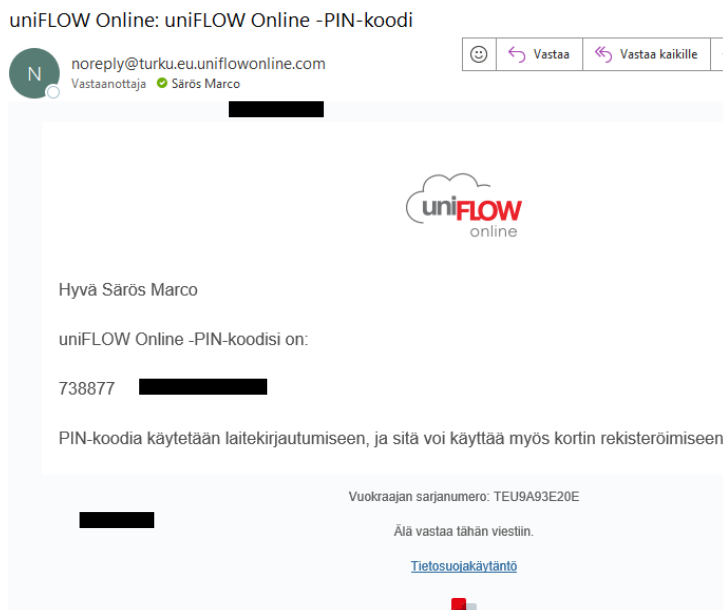 uniFLOW Online: uniFLOW Online -PIN-koodi
N
noreply@turku.eu.uniflowonline.com
Vastaanottaja Särös Marco
Vastaa
Vastaa kaikille
uniFLOW
online
Hyvä Särös Marco
uniFLOW Online -PIN-koodisi on:
738877
PIN-koodia käytetään laitekirjautumiseen, ja sitä voi käyttää myös kortin rekisteröimiseen
Vuokraajan sarjanumero: TEU9A93E20E
Älä vastaa tähän viestiin.
Tietosuojakäytäntö